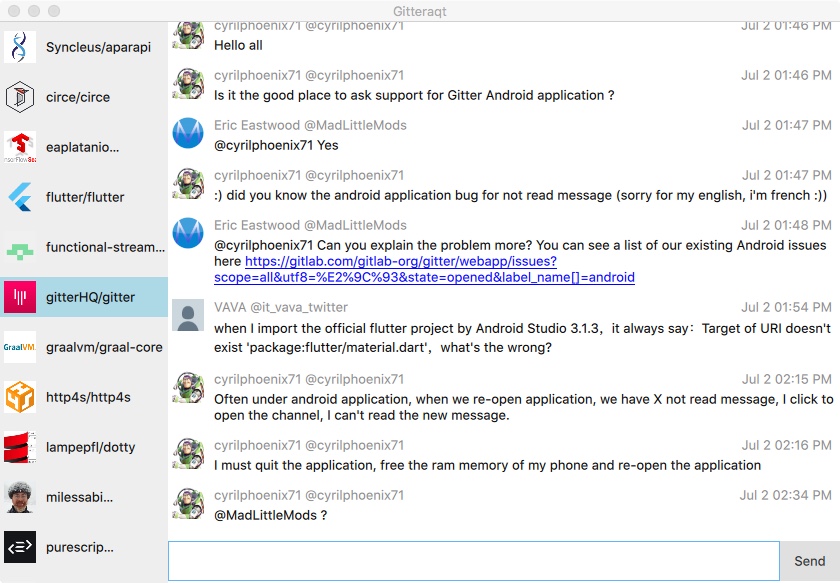 Gitteraqt
Syncleus/aparapi
circe/circe
eaplatanio...
flutter/flutter
functional-stream...
gitterHQ/gitter
GraalVM.
graalvm/graal-core
http4s/http4s
lampepfl/dotty
milessabi...
purescrip...
cyrilphoenix71 @cyrilphoenix71 Jul 2 01:46 PM
Hello all
cyrilphoenix71 @cyrilphoenix71 Jul 2 01:46 PM
Is it the good place to ask support for Gitter Android application ?
Eric Eastwood @MadLittleMods Jul 2 01:47 PM
@cyrilphoenix71 Yes
cyrilphoenix71 @cyrilphoenix71 Jul 2 01:47 PM
:) did you know the android application bug for not read message (sorry for my english, i'm french :))
Eric Eastwood @MadLittleMods Jul 2 01:48 PM
@cyrilphoenix71 Can you explain the problem more? You can see a list of our existing Android issues
here https://gitlab.com/gitlab-org/gitter/webapp/issues?
scope=all&utf8=%E2%9C%93&state=opened&label_name[]=android
VAVA @it_vava_twitter Jul 2 01:54 PM
when I import the official flutter project by Android Studio 3.1.3，it always say：Target of URI doesn't
exist 'package:flutter/material.dart'，what's the wrong?
cyrilphoenix71 @cyrilphoenix71 Jul 2 02:15 PM
Often under android application, when we re-open application, we have X not read message, I click to
open the channel, I can't read the new message.
cyrilphoenix71 @cyrilphoenix71 Jul 2 02:16 PM
I must quit the application, free the ram memory of my phone and re-open the application
cyrilphoenix71 @cyrilphoenix71 Jul 2 02:34 PM
@MadLittleMods ?
Send